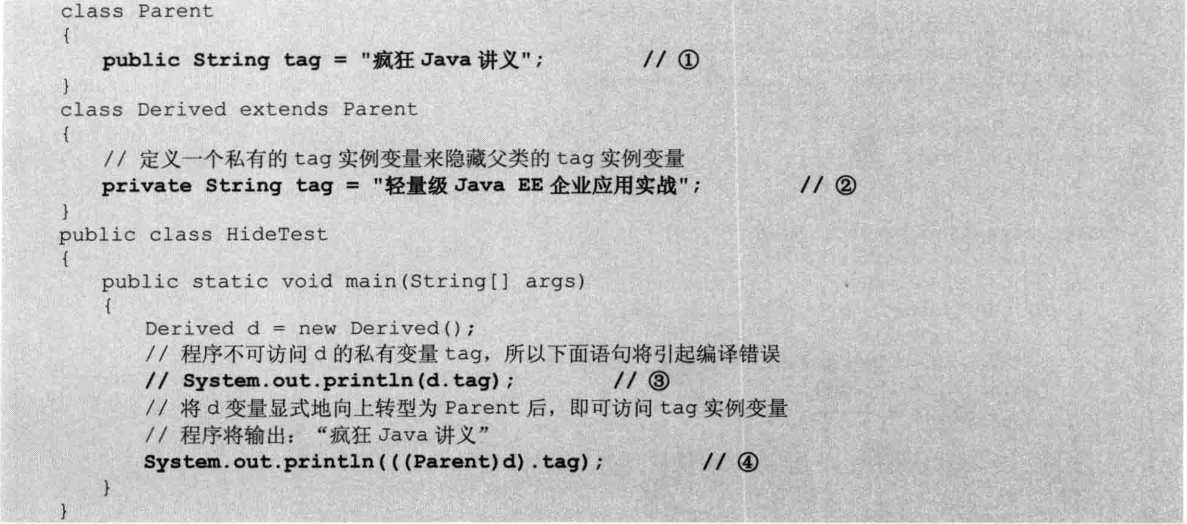 class Parent
{
public String tag = "疯狂 Java 讲义"; // ①
}
class Derived extends Parent
{
// 定义一个私有的 tag 实例变量来隐藏父类的 tag 实例变量
private String tag = "轻量级 Java EE 企业应用实战"; // ②
}
public class HideTest
{
public static void main(String[] args)
{
Derived d = new Derived();
// 程序不可访问 d 的私有变量 tag，所以下面语句将引起编译错误
// System.out.println(d.tag); // ③
// 将 d 变量显式地向上转型为 Parent 后，即可访问 tag 实例变量
// 程序将输出：“疯狂 Java 讲义”
System.out.println(((Parent)d).tag); // ④
}
}